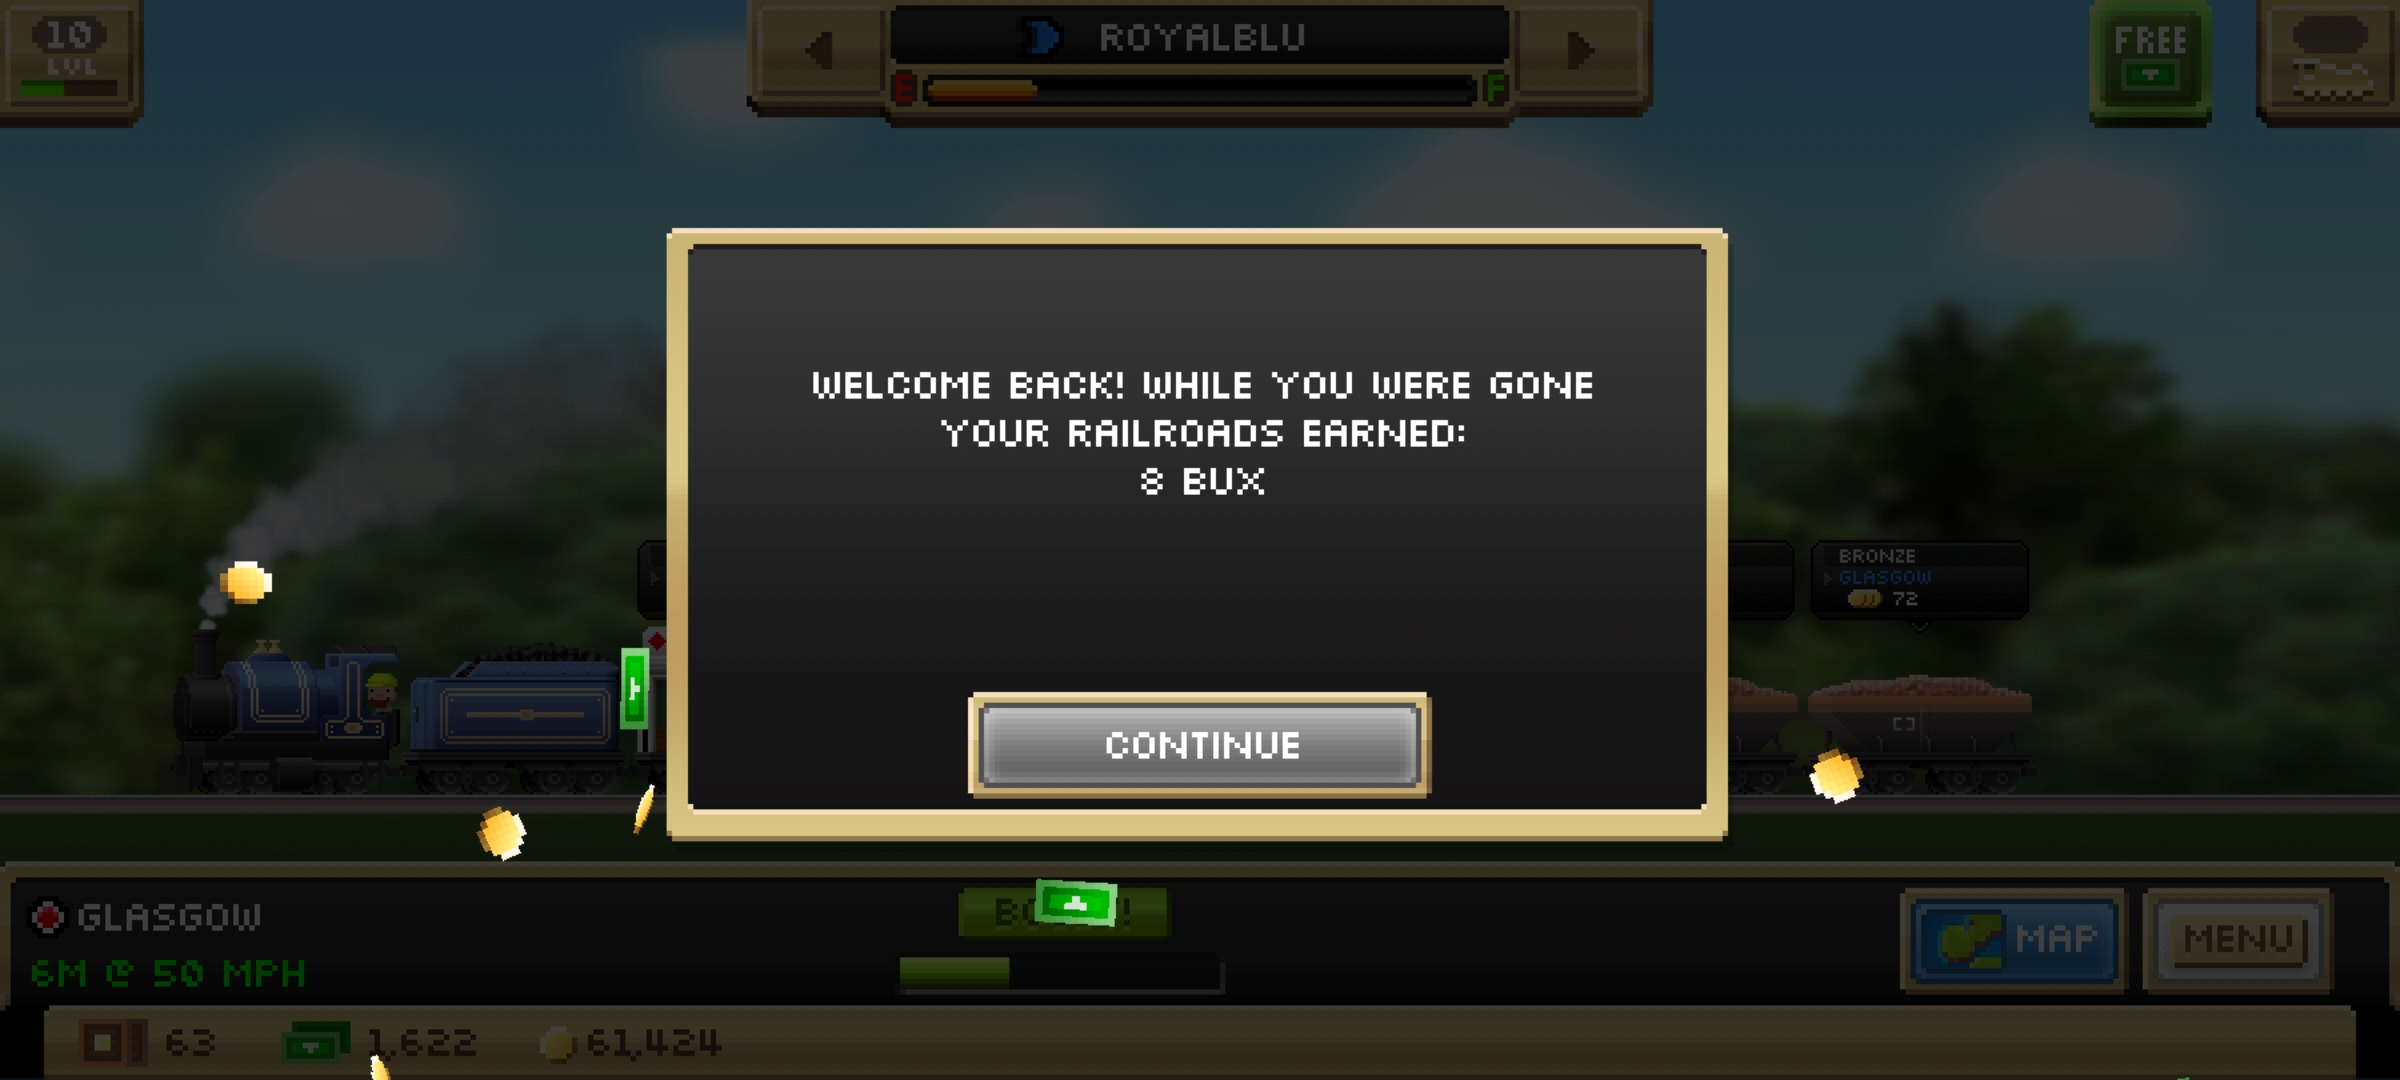 10
LVL
ROYALBLU
E
F
FREE
WELCOME BACK! WHILE YOU WERE GONE
YOUR RAILROADS EARNED:
8 BUX
BRONZE
GLASGOW
72
CONTINUE
GLASGOW
6M @ 50 MPH
MAP
MENU
63
1,622
61,424